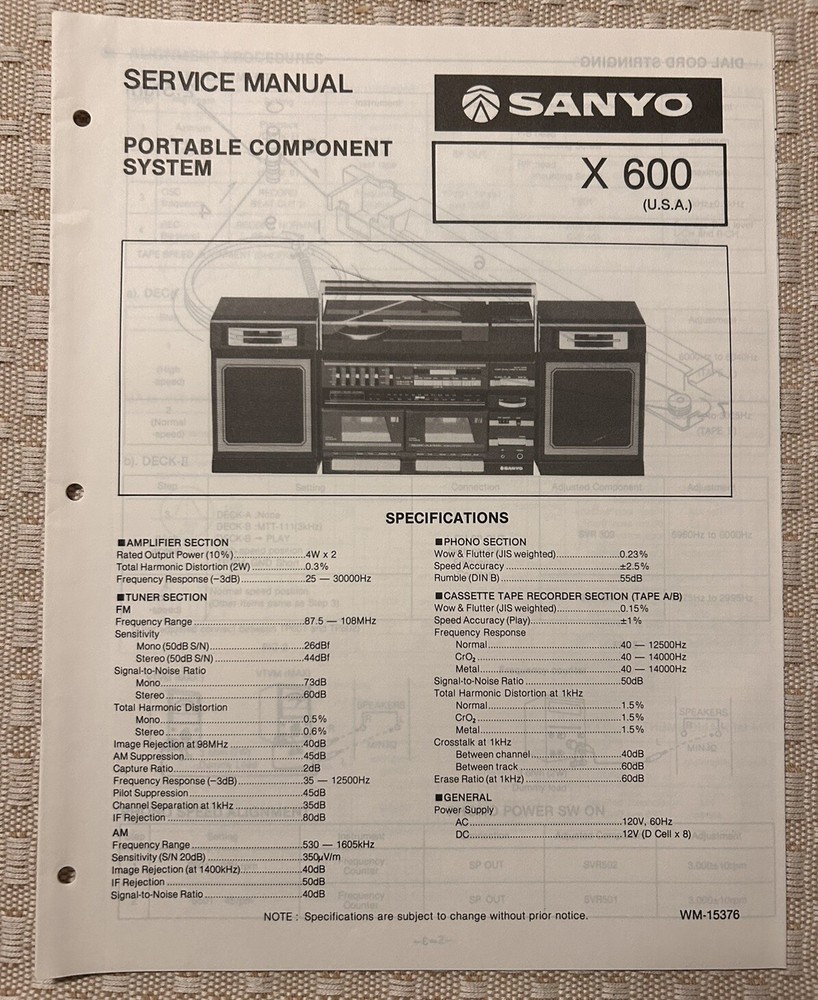 SERVICE MANUAL
SANYO
PORTABLE COMPONENT
SYSTEM
X 600
(U.S.A.)
SANYO
SPECIFICATIONS
■AMPLIFIER SECTION
Rated Output Power (10%)..................4W x 2
Total Harmonic Distortion (2W)..............0.3%
Frequency Response (−3dB)................25 — 30000Hz
■TUNER SECTION
FM
Frequency Range..............................87.5 — 108MHz
Sensitivity
Mono (50dB S/N)..........................26dBf
Stereo (50dB S/N)........................44dBf
Signal-to-Noise Ratio
Mono..........................................73dB
Stereo........................................60dB
Total Harmonic Distortion
Mono..........................................0.5%
Stereo........................................0.6%
Image Rejection at 98MHz..................40dB
AM Suppression................................45dB
Capture Ratio...................................2dB
Frequency Response (−3dB)................35 — 12500Hz
Pilot Suppression..............................45dB
Channel Separation at 1kHz................35dB
IF Rejection......................................80dB
AM
Frequency Range..............................530 — 1605kHz
Sensitivity (S/N 20dB)........................350μV/m
Image Rejection (at 1400kHz)..............40dB
IF Rejection......................................50dB
Signal-to-Noise Ratio.........................40dB
■PHONO SECTION
Wow & Flutter (JIS weighted)...............0.23%
Speed Accuracy................................±2.5%
Rumble (DIN B).................................55dB
■CASSETTE TAPE RECORDER SECTION (TAPE A/B)
Wow & Flutter (JIS weighted)...............0.15%
Speed Accuracy (Play)........................±1%
Frequency Response
Normal........................................40 — 12500Hz
CrO₂...........................................40 — 14000Hz
Metal..........................................40 — 14000Hz
Signal-to-Noise Ratio.........................50dB
Total Harmonic Distortion at 1kHz
Normal........................................1.5%
CrO₂...........................................1.5%
Metal..........................................1.5%
Crosstalk at 1kHz
Between channel...........................40dB
Between track...............................60dB
Erase Ratio (at 1kHz).........................60dB
■GENERAL
Power Supply
AC..............................................120V, 60Hz
DC..............................................12V (D Cell x 8)
NOTE : Specifications are subject to change without prior notice.
WM-15376